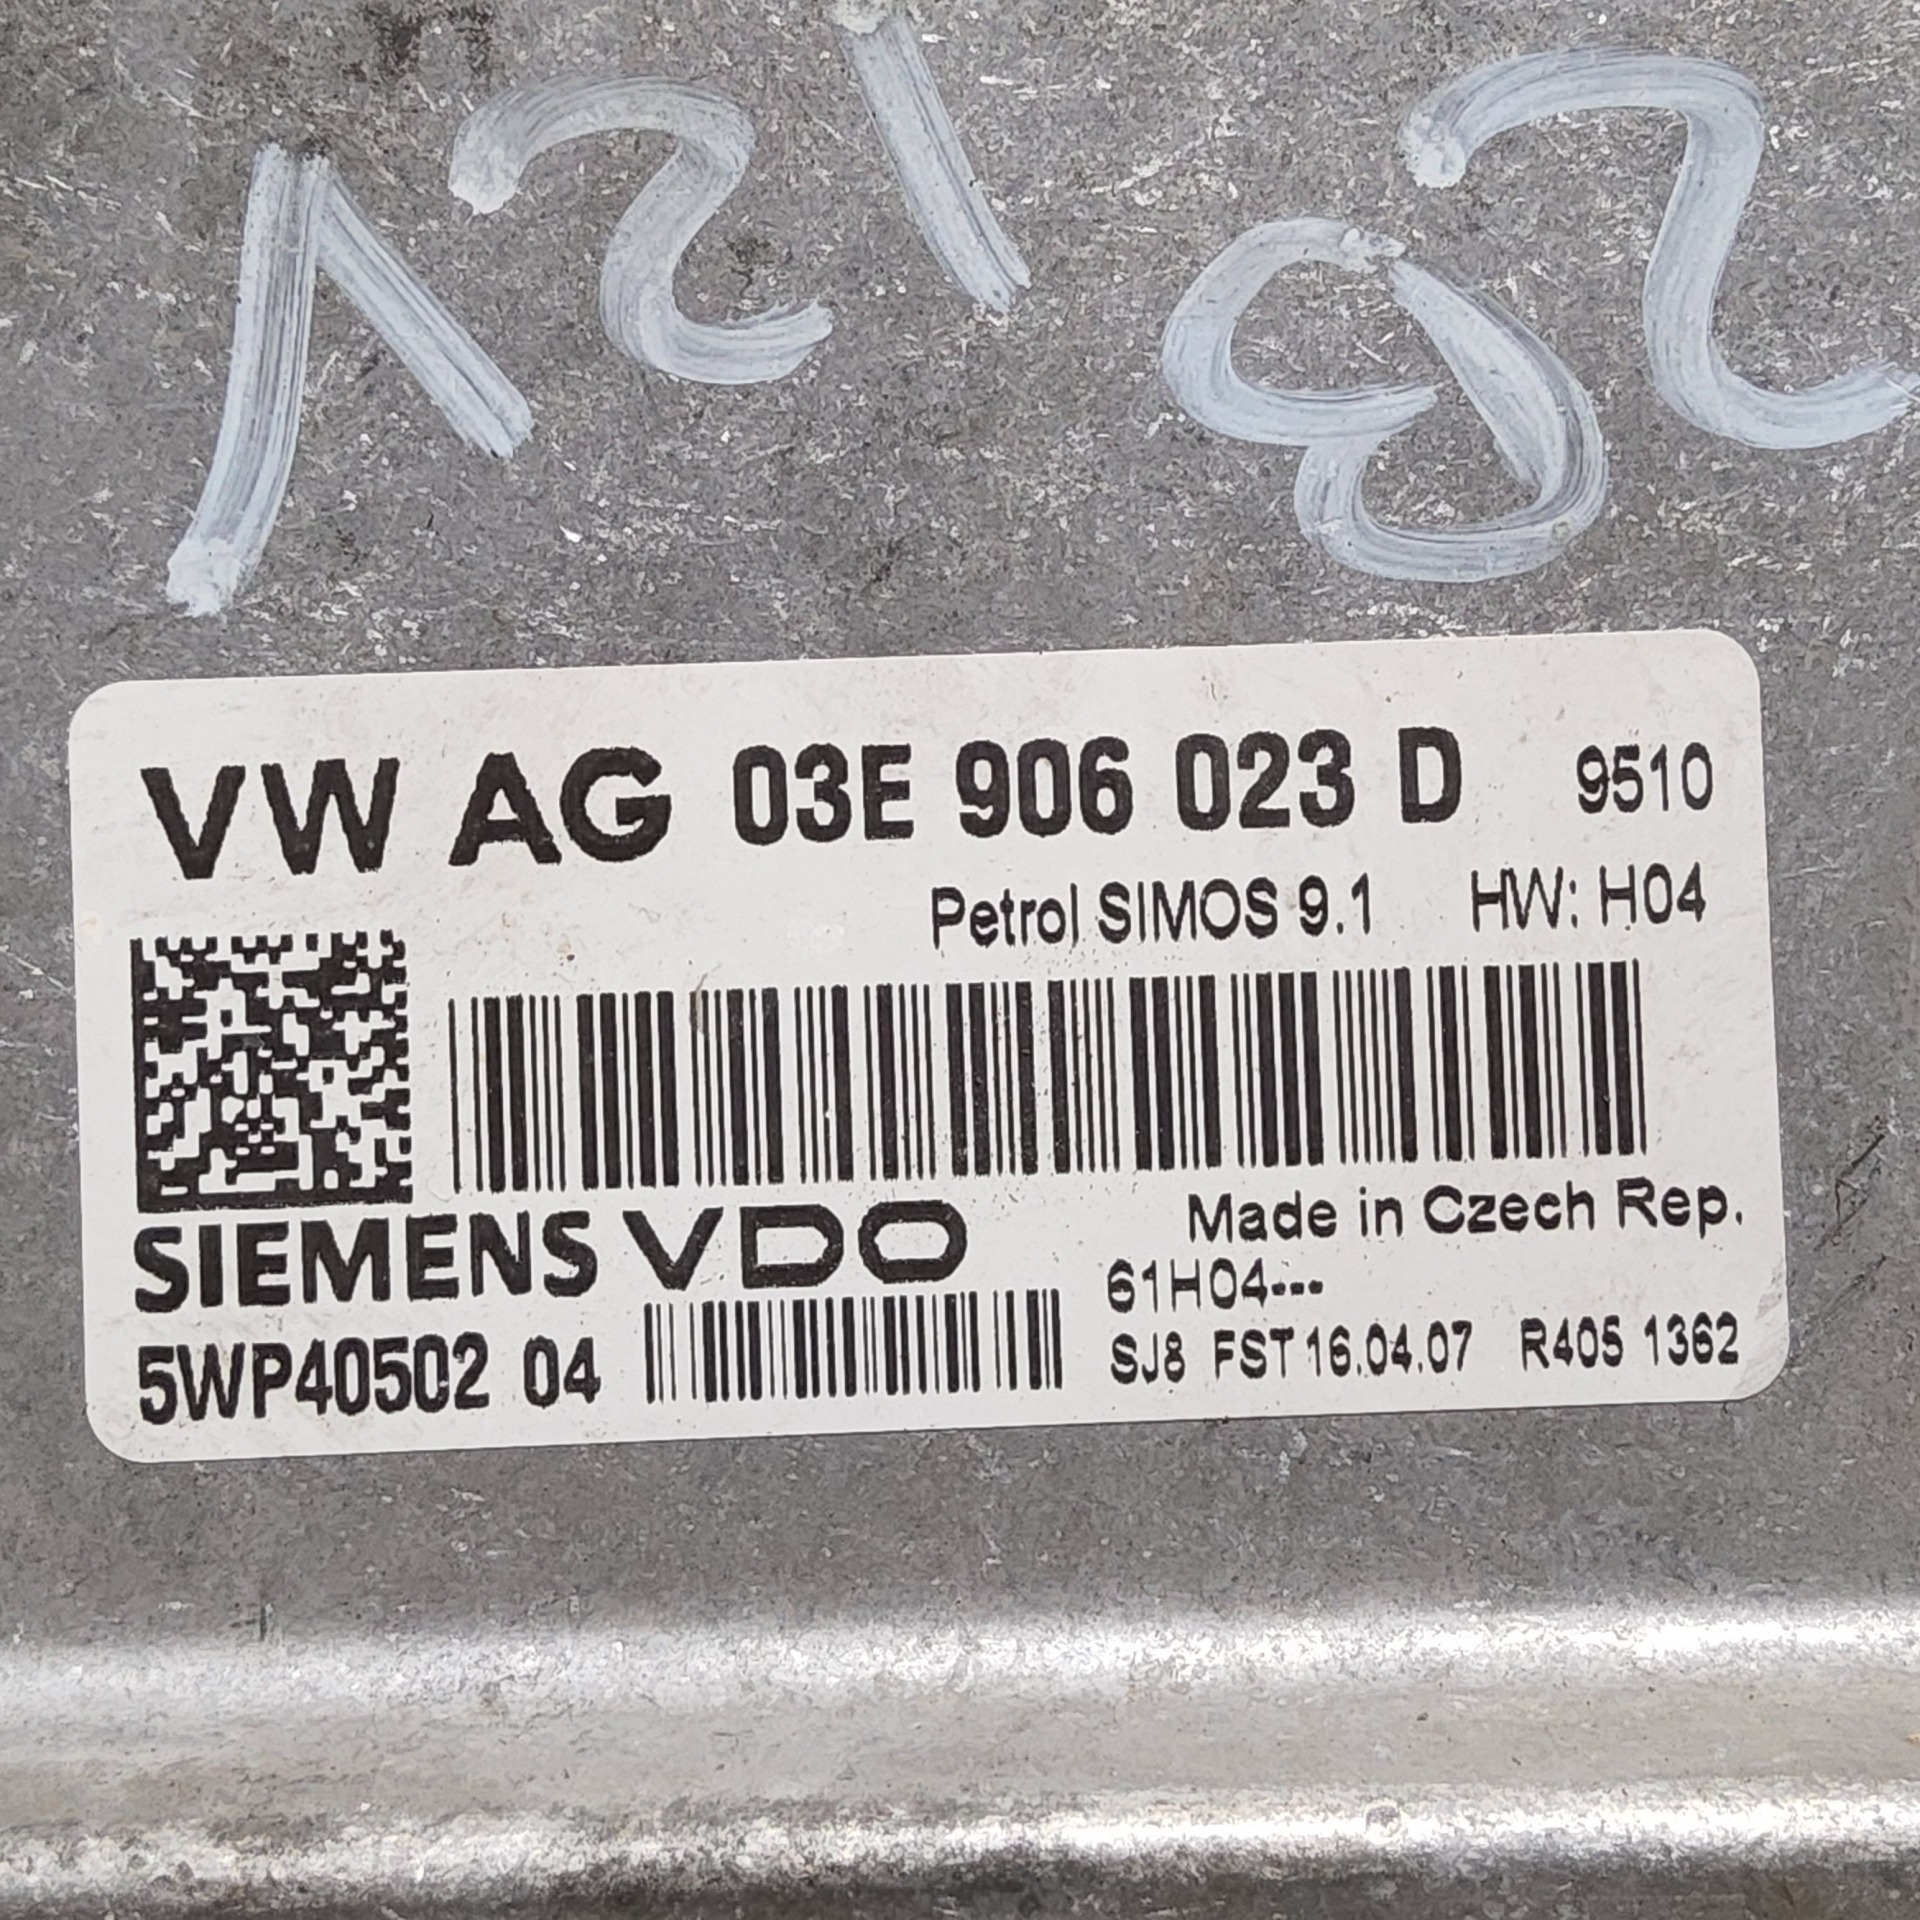 VW AG 03E 906 023 D 9510
Petrol SIMOS 9.1 HW: H04
SIEMENS VDO
Made in Czech Rep.
61H04---
5WP40502 04
SJ8 FST 16.04.07 R405 1362